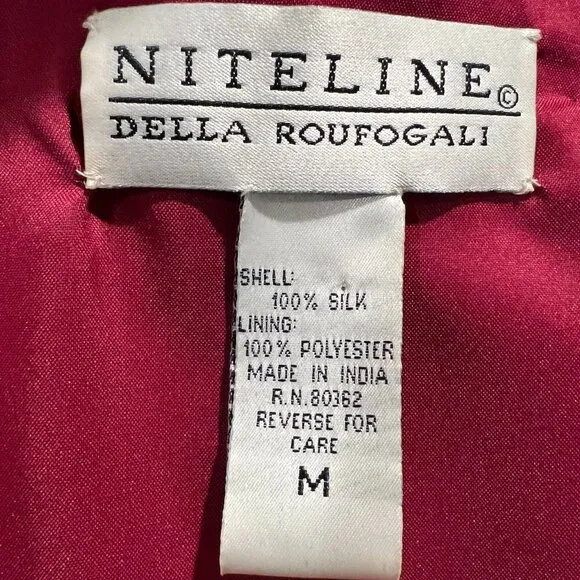 NITELINE©
DELLA ROUFOGALI
SHELL:
100% SILK
LINING:
100% POLYESTER
MADE IN INDIA
R.N.80362
REVERSE FOR
CARE
M